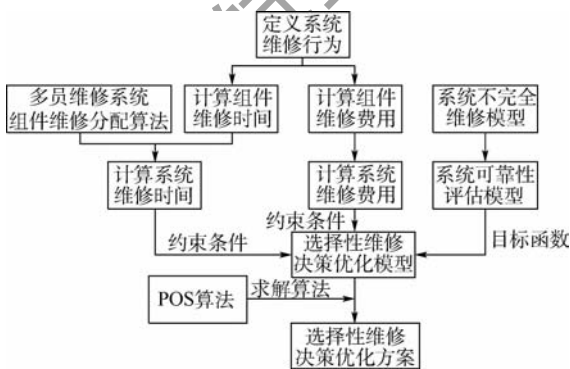 定义系统
维修行为
多员维修系统
组件维修分配算法
计算组件
维修时间
计算组件
维修费用
系统不完全
维修模型
计算系统
维修时间
计算系统
维修费用
系统可靠性
评估模型
约束条件
约束条件
目标函数
选择性维修
决策优化模型
POS算法
求解算法
选择性维修
决策优化方案